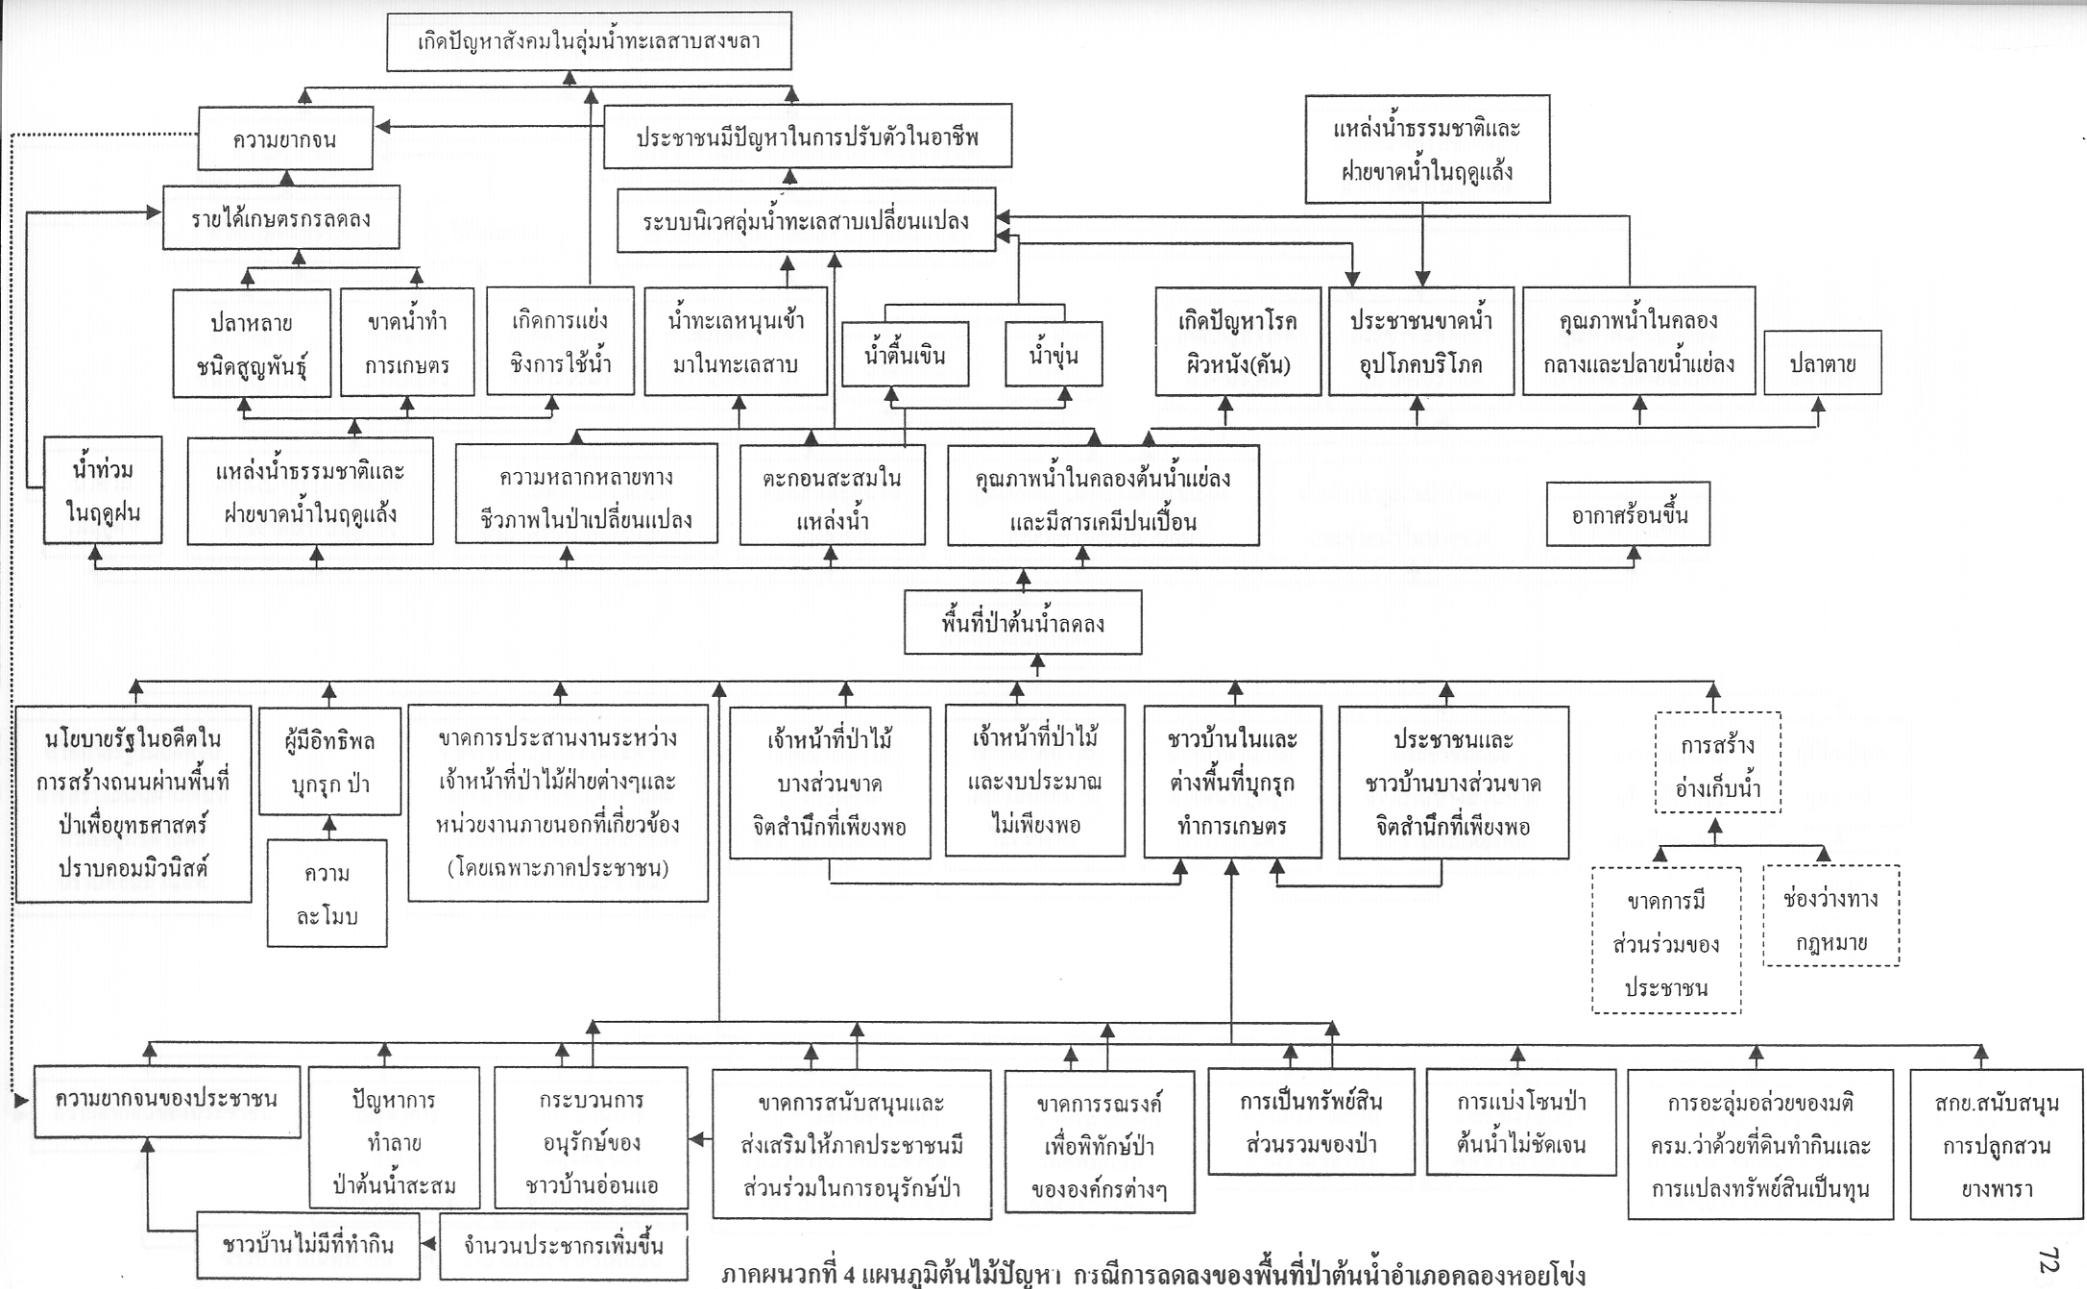 เกิดปัญหาสังคมในลุ่มน้ำทะเลสาบสงขลา
ความยากจน
ประชาชนมีปัญหาในการปรับตัวในอาชีพ
แหล่งน้ำธรรมชาติและ
ฝายขาดน้ำในฤดูแล้ง
รายได้เกษตรกรลดลง
ระบบนิเวศลุ่มน้ำทะเลสาบเปลี่ยนแปลง
ปลาหลาย
ชนิดสูญพันธุ์
ขาดน้ำทำ
การเกษตร
เกิดการแย่ง
ชิงการใช้น้ำ
น้ำทะเลหนุนเข้า
มาในทะเลสาบ
น้ำตื้นเขิน
น้ำขุ่น
เกิดปัญหาโรค
ผิวหนัง(คัน)
ประชาชนขาดน้ำ
อุปโภคบริโภค
คุณภาพน้ำในคลอง
กลางและปลายน้ำแย่ลง
ปลาตาย
น้ำท่วม
ในฤดูฝน
แหล่งน้ำธรรมชาติและ
ฝายขาดน้ำในฤดูแล้ง
ความหลากหลายทาง
ชีวภาพในป่าเปลี่ยนแปลง
ตะกอนสะสมใน
แหล่งน้ำ
คุณภาพน้ำในคลองต้นน้ำแย่ลง
และมีสารเคมีปนเปื้อน
อากาศร้อนขึ้น
พื้นที่ป่าต้นน้ำลดลง
นโยบายรัฐในอดีตใน
การสร้างถนนผ่านพื้นที่
ป่าเพื่อยุทธศาสตร์
ปราบคอมมิวนิสต์
ผู้มีอิทธิพล
บุกรุก ป่า
ความ
ละโมบ
ขาดการประสานงานระหว่าง
เจ้าหน้าที่ป่าไม้ฝ่ายต่างๆและ
หน่วยงานภายนอกที่เกี่ยวข้อง
(โดยเฉพาะภาคประชาชน)
เจ้าหน้าที่ป่าไม้
บางส่วนขาด
จิตสำนึกที่เพียงพอ
เจ้าหน้าที่ป่าไม้
และงบประมาณ
ไม่เพียงพอ
ชาวบ้านในและ
ต่างพื้นที่บุกรุก
ทำการเกษตร
ประชาชนและ
ชาวบ้านบางส่วนขาด
จิตสำนึกที่เพียงพอ
การสร้าง
อ่างเก็บน้ำ
ขาดการมี
ส่วนร่วมของ
ประชาชน
ช่องว่างทาง
กฎหมาย
ความยากจนของประชาชน
ปัญหาการ
ทำลาย
ป่าต้นน้ำสะสม
กระบวนการ
อนุรักษ์ของ
ชาวบ้านอ่อนแอ
ขาดการสนับสนุนและ
ส่งเสริมให้ภาคประชาชนมี
ส่วนร่วมในการอนุรักษ์ป่า
ขาดการรณรงค์
เพื่อพิทักษ์ป่า
ขององค์กรต่างๆ
การเป็นทรัพย์สิน
ส่วนรวมของป่า
การแบ่งโซนป่า
ต้นน้ำไม่ชัดเจน
การอะลุ่มอล่วยของมติ
ครม.ว่าด้วยที่ดินทำกินและ
การแปลงทรัพย์สินเป็นทุน
สกย.สนับสนุน
การปลูกสวน
ยางพารา
ชาวบ้านไม่มีที่ทำกิน
จำนวนประชากรเพิ่มขึ้น
ภาคผนวกที่ 4 แผนภูมิต้นไม้ปัญหา กรณีการลดลงของพื้นที่ป่าต้นน้ำอำเภอคลองหอยโข่ง
72